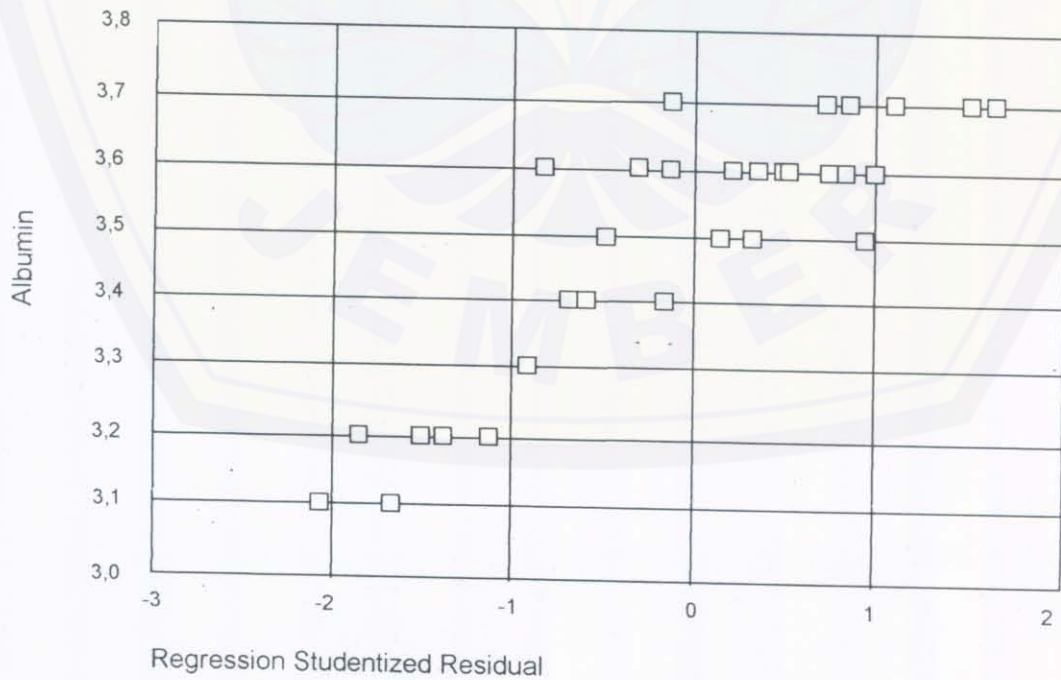 3,8
3,7
3,6
3,5
3,4
3,3
3,2
3,1
3,0
Albumin
-3 -2 -1 0 1 2
Regression Studentized Residual
JEMBER